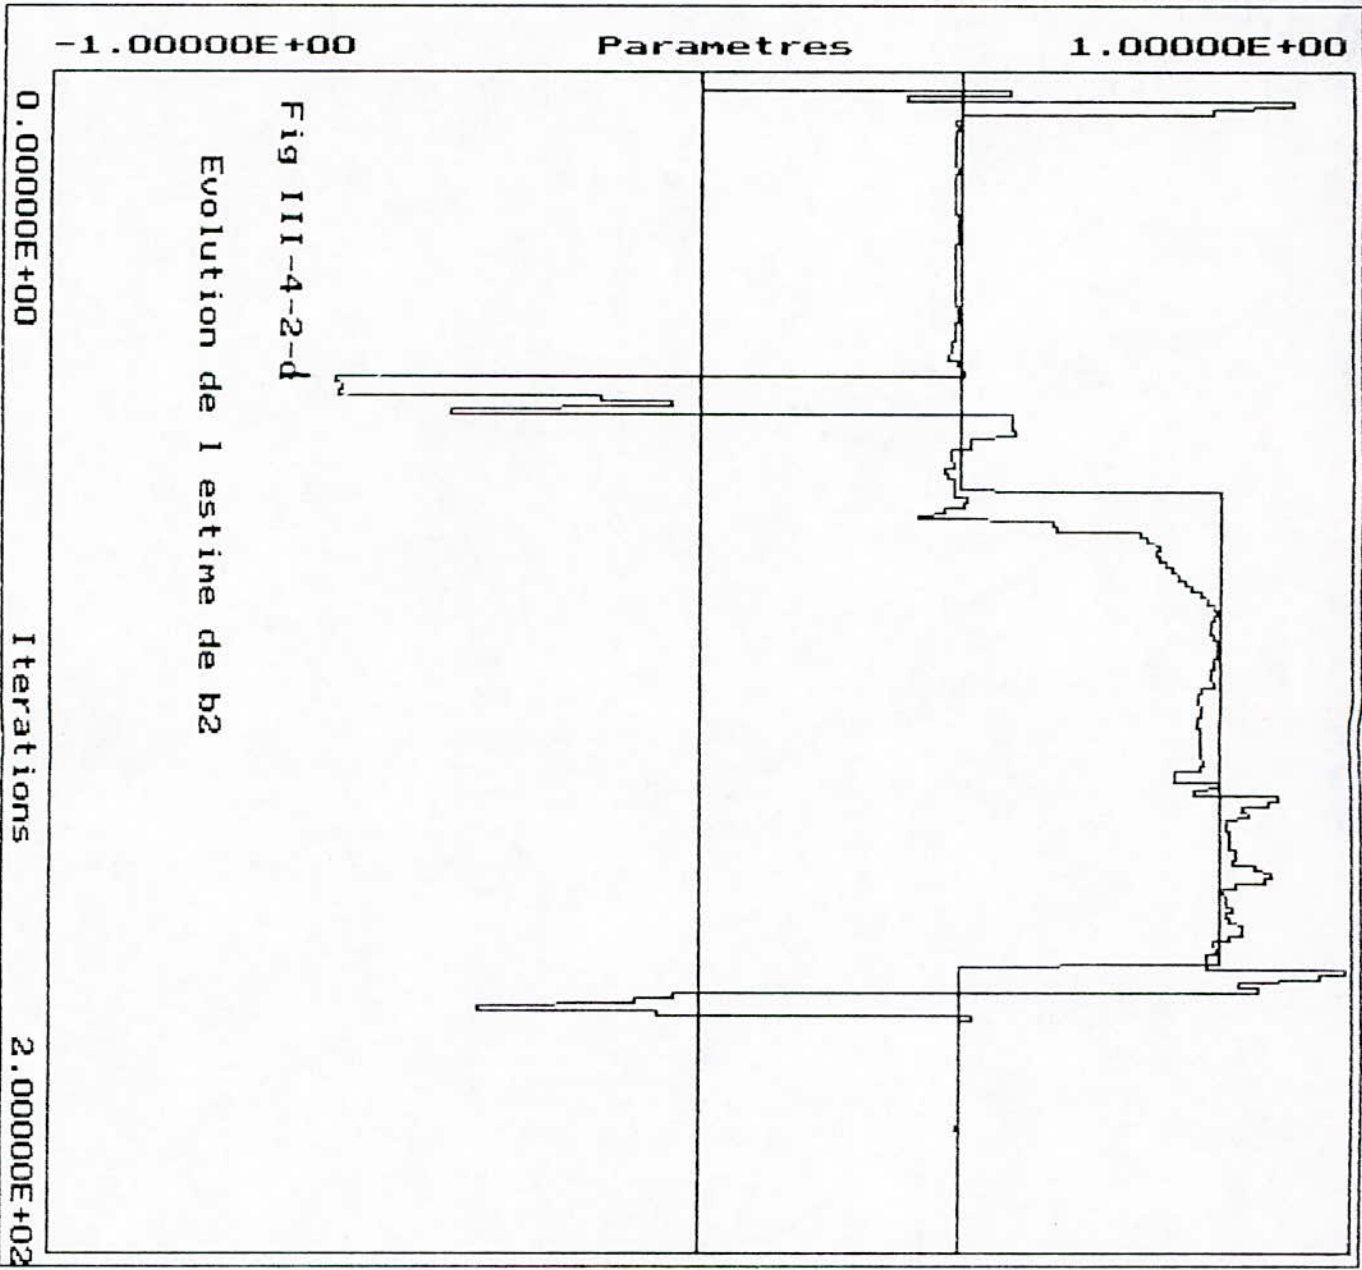 -1.00000E+00 Parametres 1.00000E+00
Fig III-4-2-d
Evolution de l estime de b2
0.00000E+00 Iterations 2.00000E+02